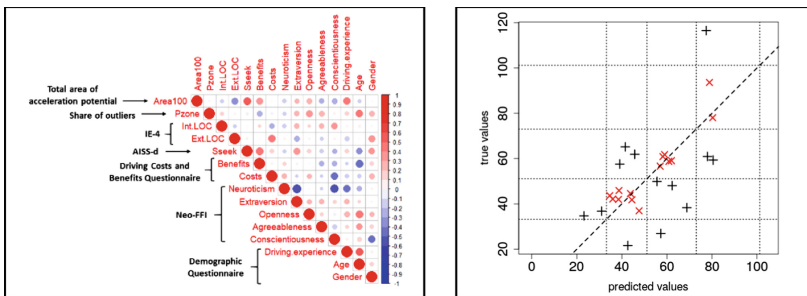 Area100
Pzone
Int.LOC
Ext.LOC
Sseek
Benefits
Costs
Neuroticism
Extraversion
Openness
Agreeableness
Conscientiousness
Driving.experience
Age
Gender
Total area of
acceleration potential
Area100
Share of outliers
Pzone
IE-4
Int.LOC
Ext.LOC
AISS-d
Sseek
Driving Costs and
Benefits Questionnaire
Benefits
Costs
Neo-FFI
Neuroticism
Extraversion
Openness
Agreeableness
Conscientiousness
Demographic
Questionnaire
Driving.experience
Age
Gender
1
0.9
0.8
0.7
0.6
0.5
0.4
0.3
0.2
0.1
0
-0.1
-0.2
-0.3
-0.4
-0.5
-0.6
-0.7
-0.8
-0.9
-1
true values
120
100
80
60
40
20
0
20
40
60
80
100
predicted values